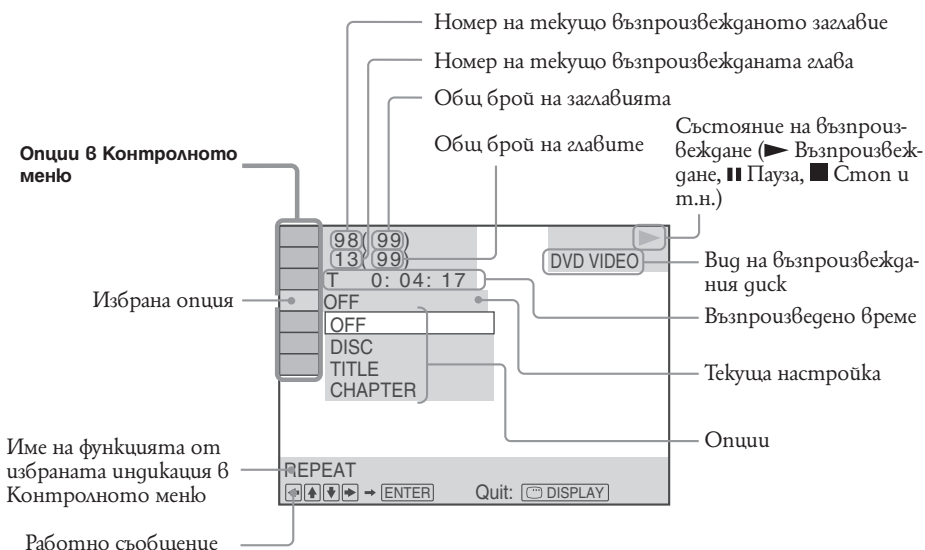 Номер на текущо възпроизвежданото заглавие
Номер на текущо възпроизвежданата глава
Общ брой на заглавията
Общ брой на главите
Състояние на възпроиз-
веждане (► Възпроизвеж-
дане, ⏸ Пауза, ■ Стоп и
т.н.)
Опции в Контролното
меню
98(99)
13(99)
T 0: 04: 17
OFF
OFF
DISC
TITLE
CHAPTER
DVD VIDEO
Вид на възпроизвежда-
ния диск
Възпроизведено време
Избрана опция
Текуща настройка
Опции
Име на функцията от
избраната индикация в
Контролното меню
REPEAT
←↑↓→ → ENTER Quit: DISPLAY
Работно съобщение